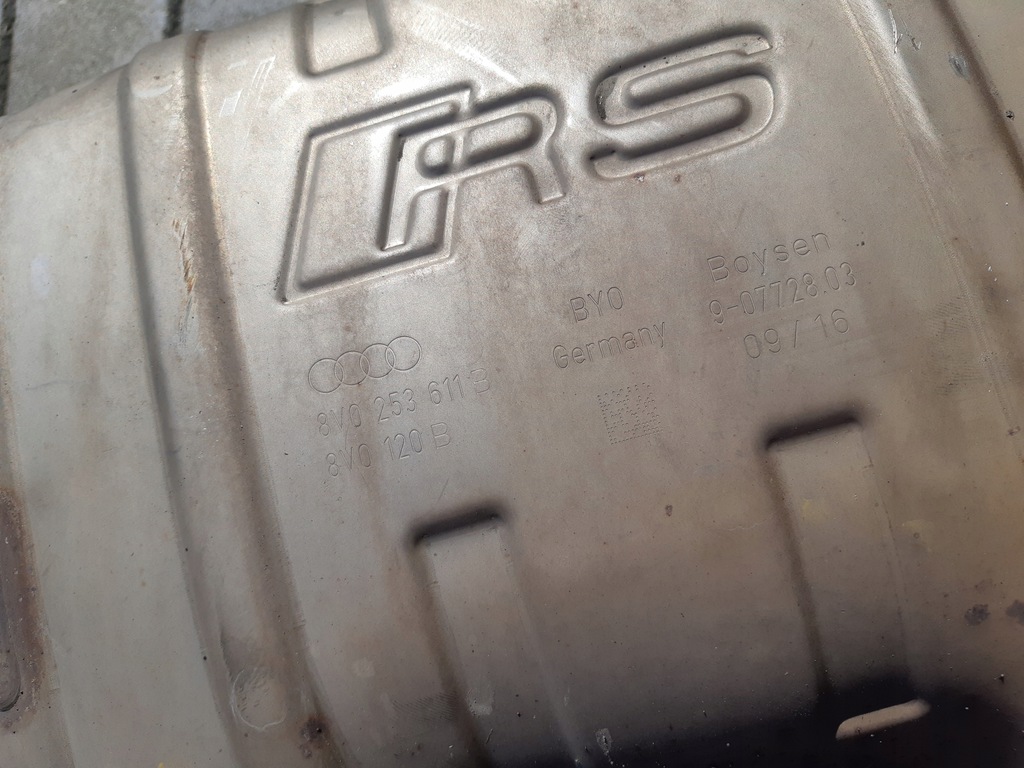 RS
8V0 253 611 B
8V0 120 B
BYO
Germany
Boysen
9-07728.03
09/16